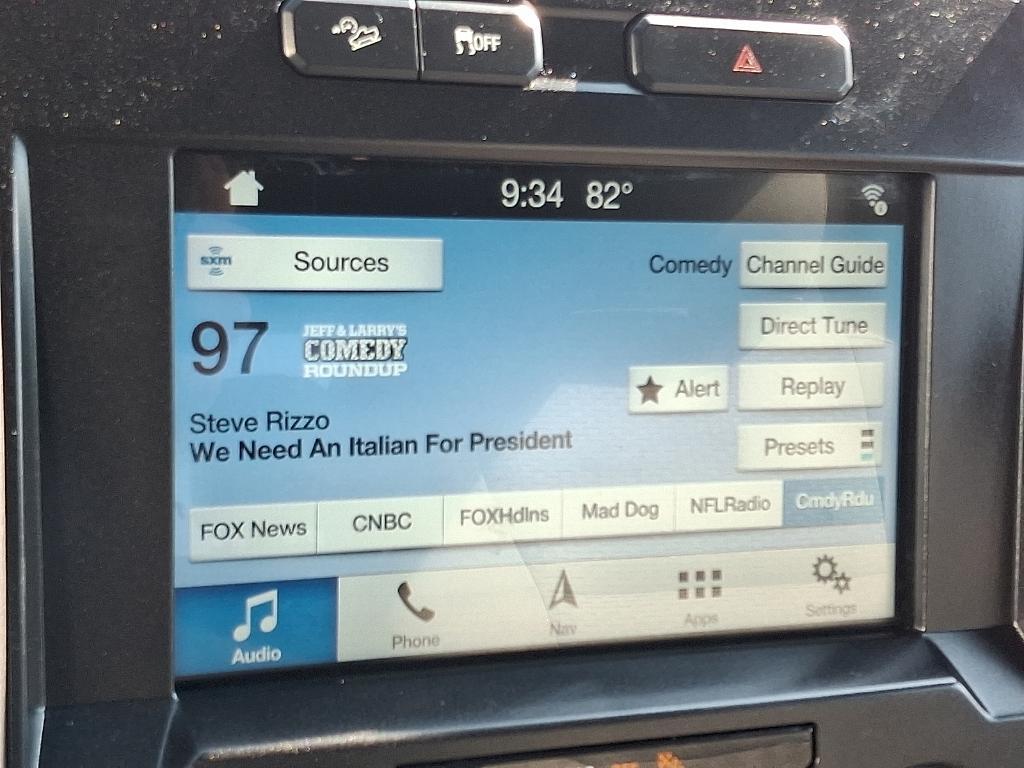 OFF
9:34 82°
sxm Sources
Comedy Channel Guide
Direct Tune
97 JEFF & LARRY'S
COMEDY
ROUNDUP
★ Alert Replay
Steve Rizzo
We Need An Italian For President
Presets
FOX News CNBC FOXHdlns Mad Dog NFLRadio CmdyRdu
Audio Phone Nav Apps Settings